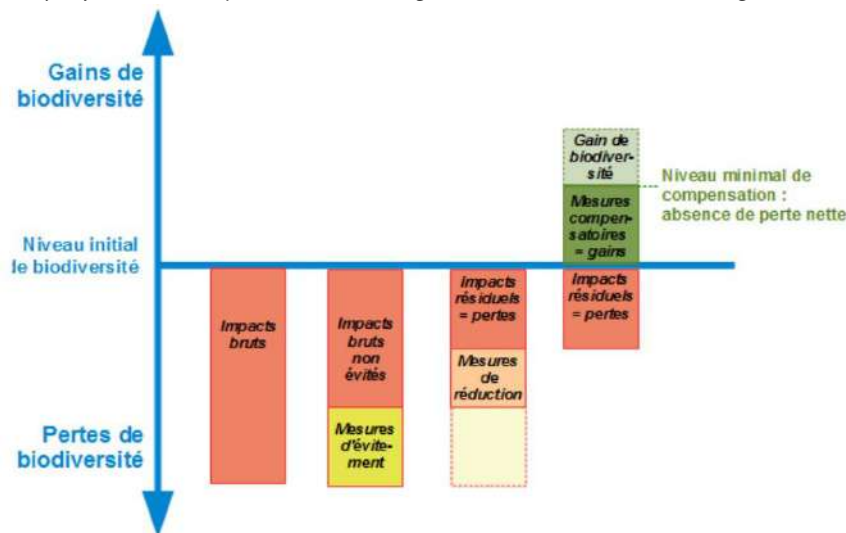 Gains de
biodiversité
Niveau initial
de biodiversité
Pertes de
biodiversité
Impacts
bruts
Impacts
bruts
non
évités
Mesures
d'évite-
ment
Impacts
résiduels
= pertes
Mesures
de
réduction
Gain de
biodiver-
sité
Mesures
compen-
satoires
= gains
Impacts
résiduels
= pertes
Niveau minimal de
compensation :
absence de perte nette